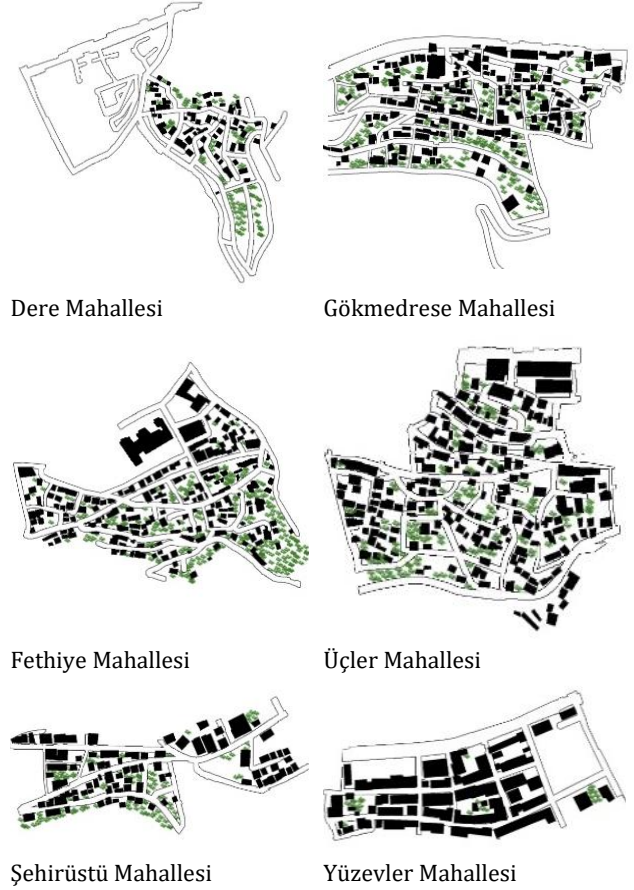 Dere Mahallesi
Gökmedrese Mahallesi
Fethiye Mahallesi
Üçler Mahallesi
Şehirüstü Mahallesi
Yüzevler Mahallesi